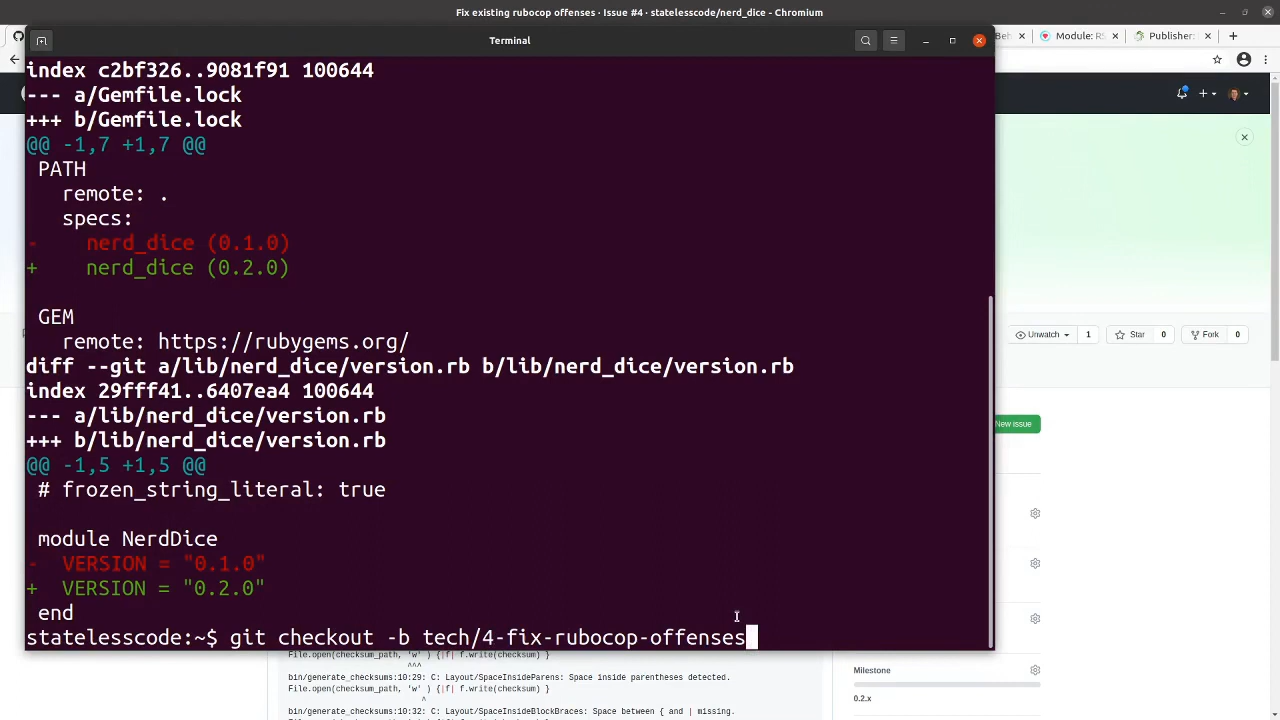 Fix existing rubocop offenses · Issue #4 · statelesscode/nerd_dice - Chromium
Terminal
Module: RS
Publisher:
index c2bf326..9081f91 100644
--- a/Gemfile.lock
+++ b/Gemfile.lock
@@ -1,7 +1,7 @@
PATH
remote: .
specs:
- nerd_dice (0.1.0)
+ nerd_dice (0.2.0)
GEM
remote: https://rubygems.org/
Unwatch 1 Star 0 Fork 0
diff --git a/lib/nerd_dice/version.rb b/lib/nerd_dice/version.rb
index 29fff41..6407ea4 100644
--- a/lib/nerd_dice/version.rb
+++ b/lib/nerd_dice/version.rb
New issue
@@ -1,5 +1,5 @@
# frozen_string_literal: true
module NerdDice
- VERSION = "0.1.0"
+ VERSION = "0.2.0"
end
statelesscode:~$ git checkout -b tech/4-fix-rubocop-offenses
File.open(checksum_path, 'w' ) {|f| f.write(checksum) }
^^^
bin/generate_checksums:10:29: C: Layout/SpaceInsideParens: Space inside parentheses detected.
File.open(checksum_path, 'w' ) {|f| f.write(checksum) }
^
bin/generate_checksums:10:32: C: Layout/SpaceInsideBlockBraces: Space between { and | missing.
Milestone
0.2.x